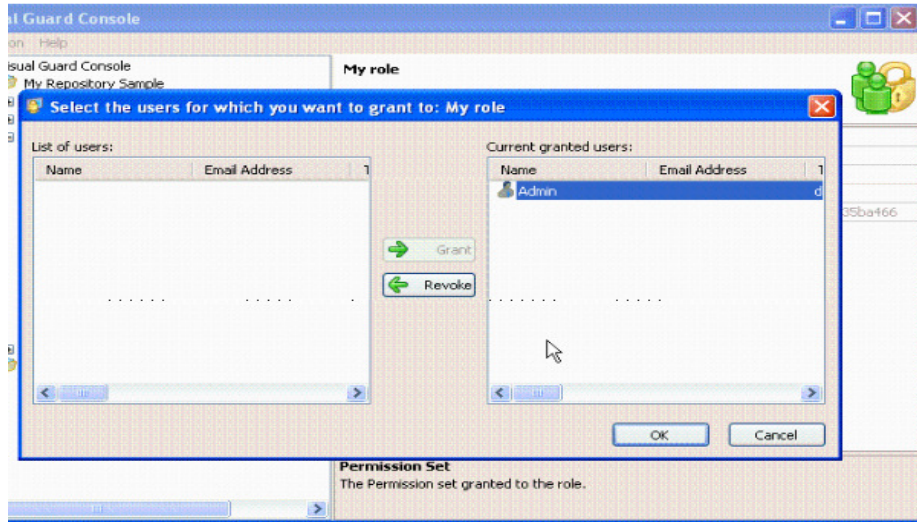 al Guard Console
on Help
isual Guard Console
My Repository Sample
My role
Select the users for which you want to grant to: My role
List of users:
Current granted users:
Name Email Address
Name Email Address
Admin d
Grant
Revoke
35ba466
OK Cancel
Permission Set
The Permission set granted to the role.